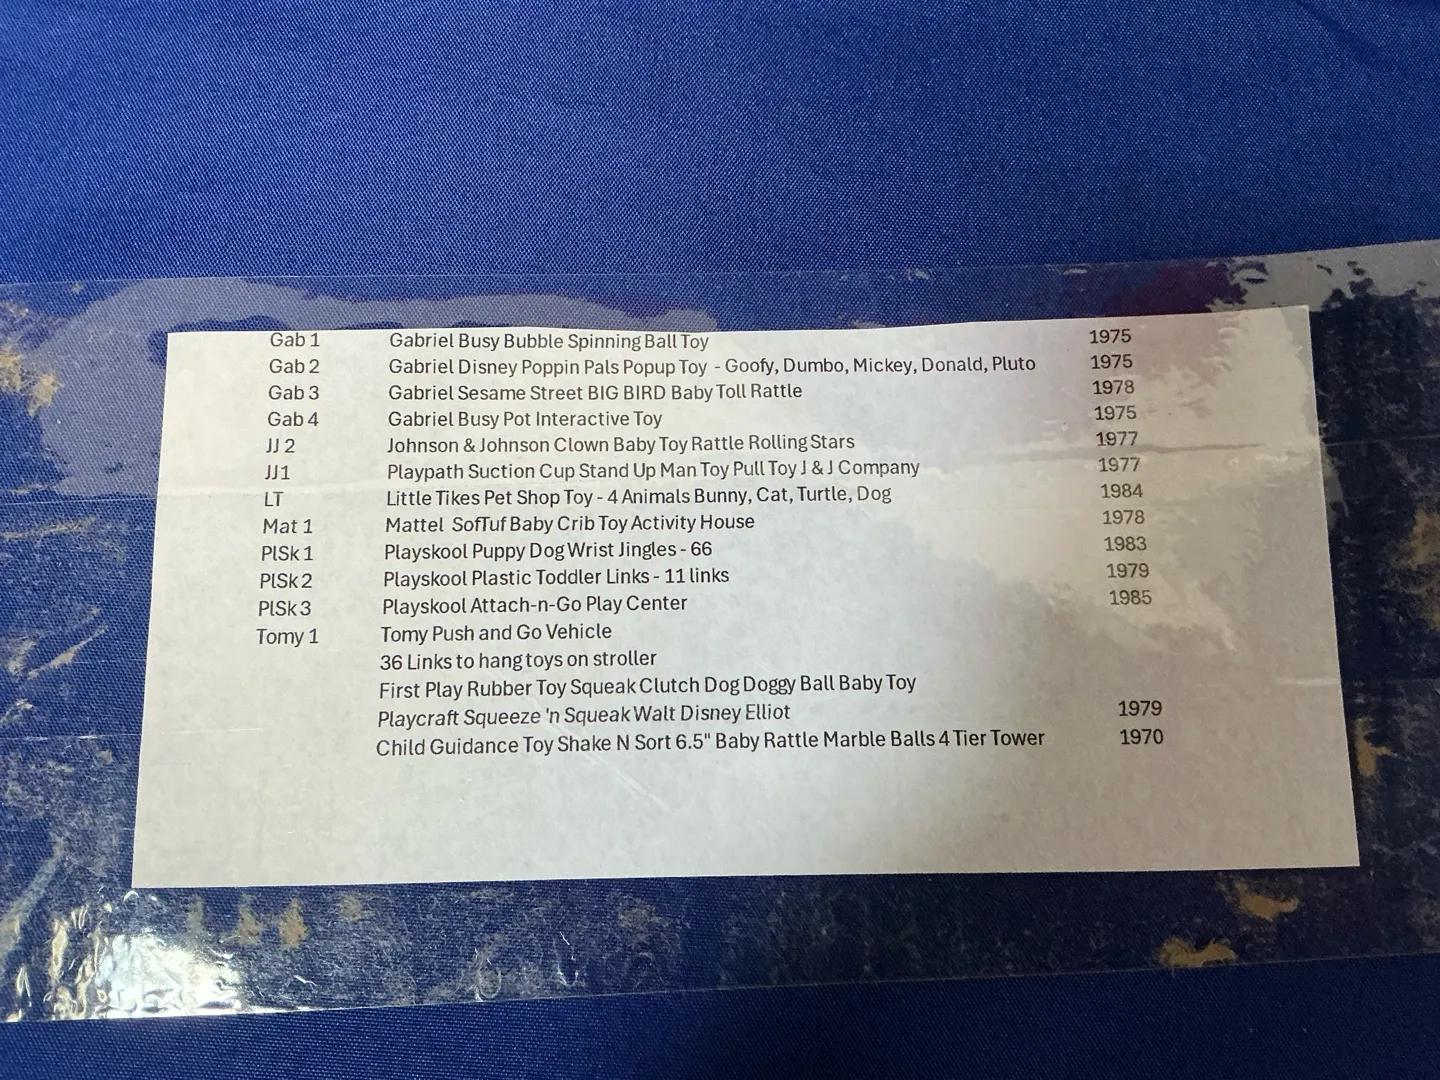 Gab 1 Gabriel Busy Bubble Spinning Ball Toy 1975
Gab 2 Gabriel Disney Poppin Pals Popup Toy - Goofy, Dumbo, Mickey, Donald, Pluto 1975
Gab 3 Gabriel Sesame Street BIG BIRD Baby Toll Rattle 1978
Gab 4 Gabriel Busy Pot Interactive Toy 1975
JJ 2 Johnson & Johnson Clown Baby Toy Rattle Rolling Stars 1977
JJ1 Playpath Suction Cup Stand Up Man Toy Pull Toy J & J Company 1977
LT Little Tikes Pet Shop Toy - 4 Animals Bunny, Cat, Turtle, Dog 1984
Mat 1 Mattel SofTuf Baby Crib Toy Activity House 1978
PlSk 1 Playskool Puppy Dog Wrist Jingles - 66 1983
PlSk 2 Playskool Plastic Toddler Links - 11 links 1979
PlSk 3 Playskool Attach-n-Go Play Center 1985
Tomy 1 Tomy Push and Go Vehicle
36 Links to hang toys on stroller
First Play Rubber Toy Squeak Clutch Dog Doggy Ball Baby Toy
Playcraft Squeeze 'n Squeak Walt Disney Elliot 1979
Child Guidance Toy Shake N Sort 6.5" Baby Rattle Marble Balls 4 Tier Tower 1970